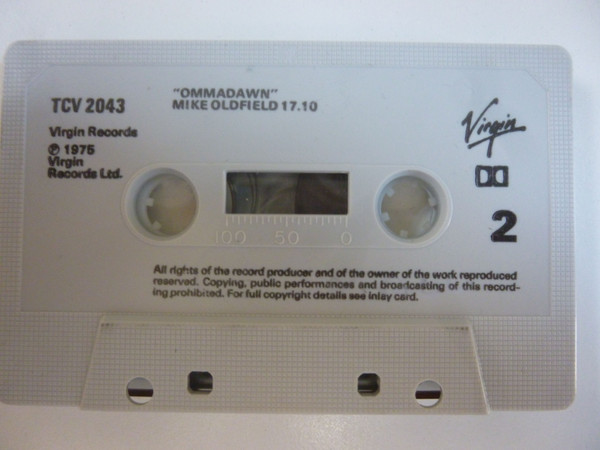 "OMMADAWN"
MIKE OLDFIELD 17.10
TCV 2043
Virgin Records
℗ 1975
Virgin
Records Ltd.
Virgin
2
100 50 0
All rights of the record producer and of the owner of the work reproduced
reserved. Copying, public performances and broadcasting of this record-
ing prohibited. For full copyright details see inlay card.